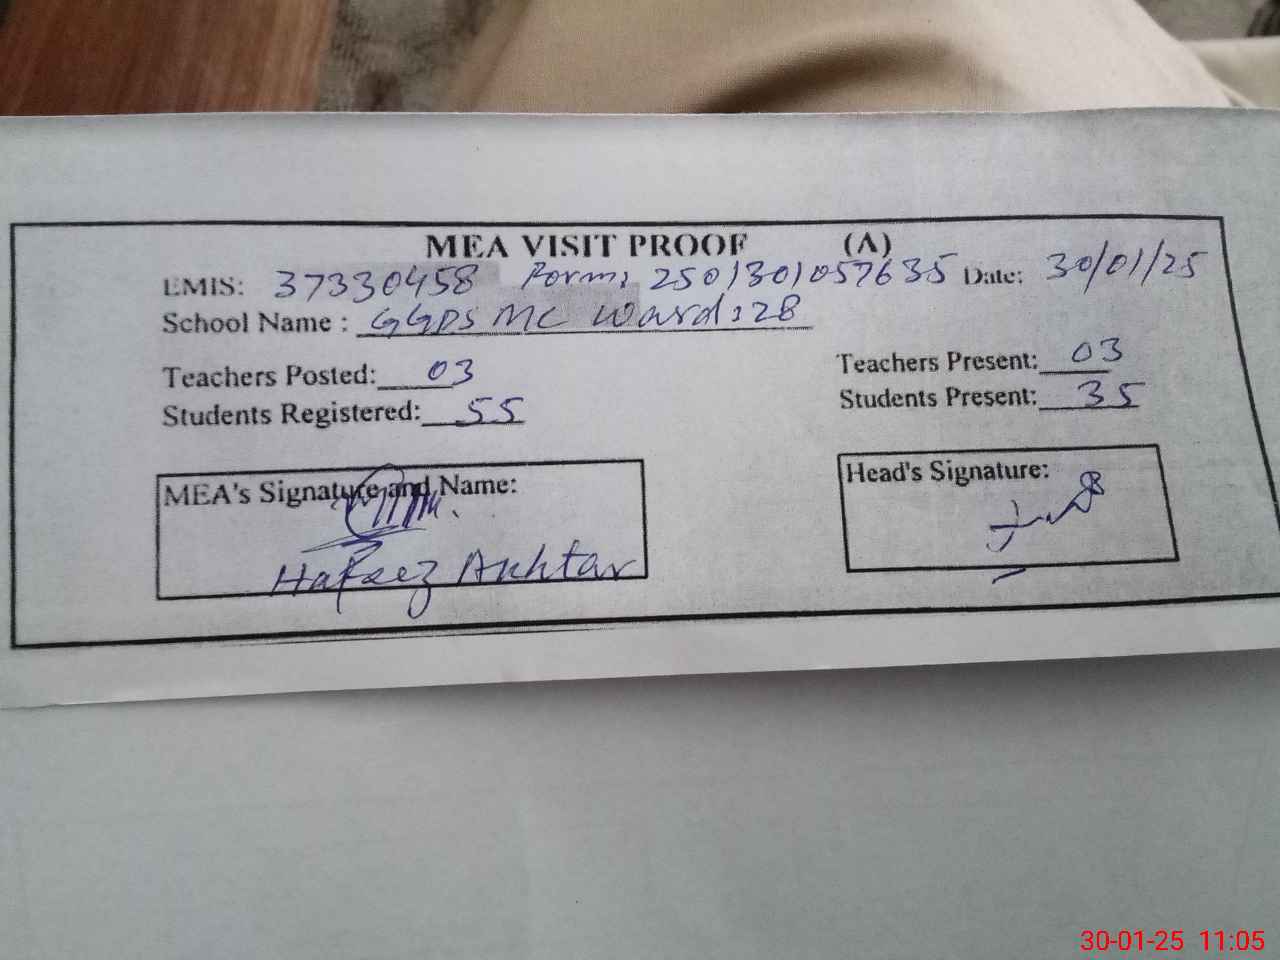 MEA VISIT PROOF (A)
EMIS: 37330458 Form: 2501301057635 Date: 30/01/25
School Name : GGPS MC Ward:28
Teachers Posted: 03 Teachers Present: 03
Students Registered: 55 Students Present: 35
MEA's Signature and Name: Head's Signature:
Hafeez Akhtar
30-01-25 11:05